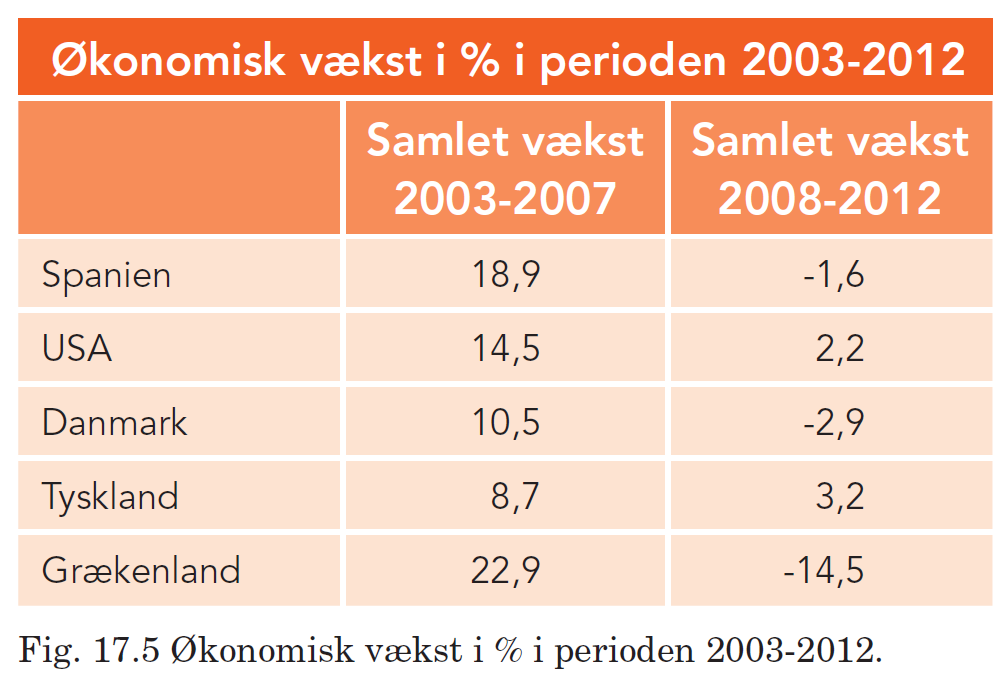 Økonomisk vækst i % i perioden 2003-2012
Samlet vækst 2003-2007 Samlet vækst 2008-2012
Spanien 18,9 -1,6
USA 14,5 2,2
Danmark 10,5 -2,9
Tyskland 8,7 3,2
Grækenland 22,9 -14,5
Fig. 17.5 Økonomisk vækst i % i perioden 2003-2012.